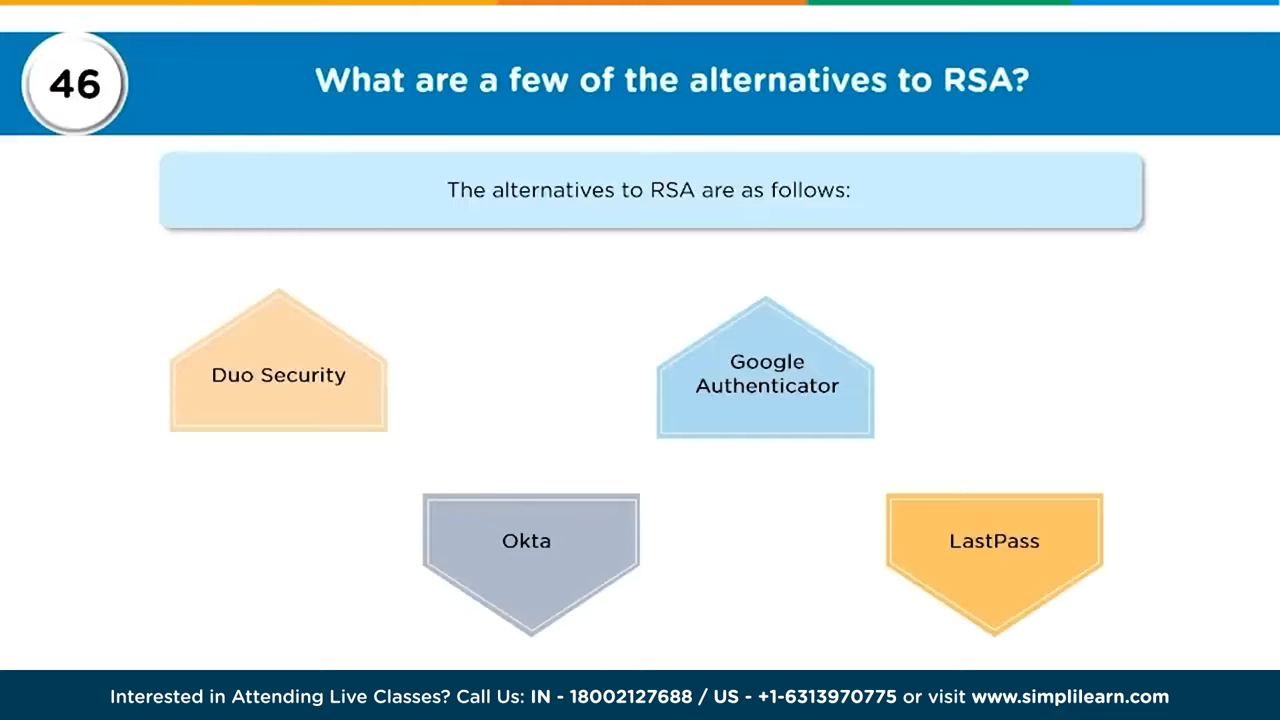 46
What are a few of the alternatives to RSA?
The alternatives to RSA are as follows:
Duo Security
Google
Authenticator
Okta
LastPass
Interested in Attending Live Classes? Call Us: IN - 18002127688 / US - +1-6313970775 or visit www.simplilearn.com